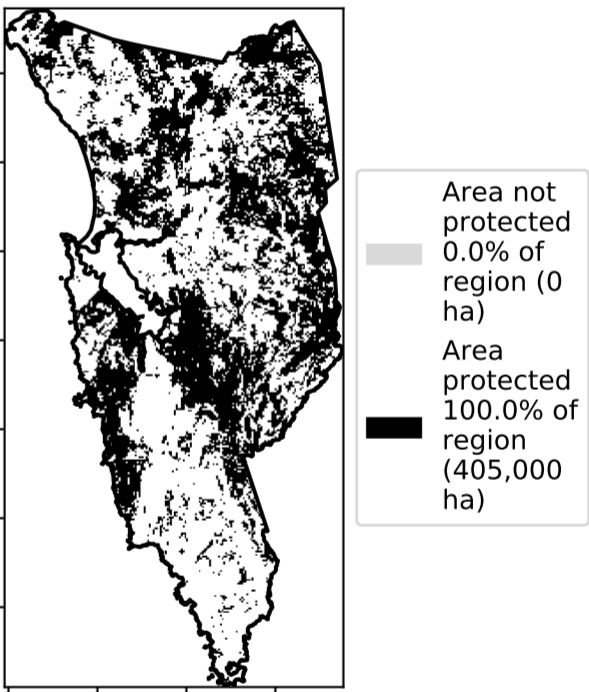 Area not
protected
0.0% of
region (0
ha)
Area
protected
100.0% of
region
(405,000
ha)